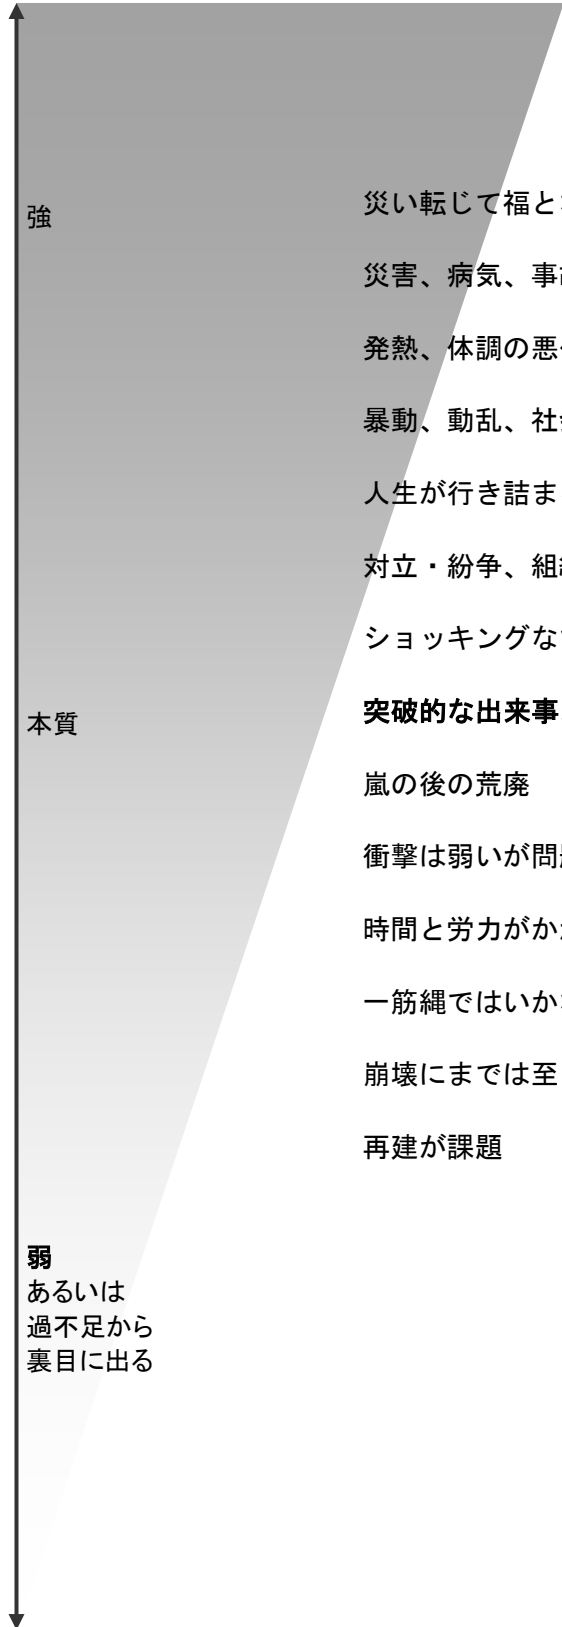 強
災い転じて福と
災害、病気、事
発熱、体調の悪
暴動、動乱、社
人生が行き詰ま
対立・紛争、組
ショッキングな
本質
突破的な出来事
嵐の後の荒廃
衝撃は弱いが問
時間と労力がか
一筋縄ではいか
崩壊にまでは至
再建が課題
弱
あるいは
過不足から
裏目に出る